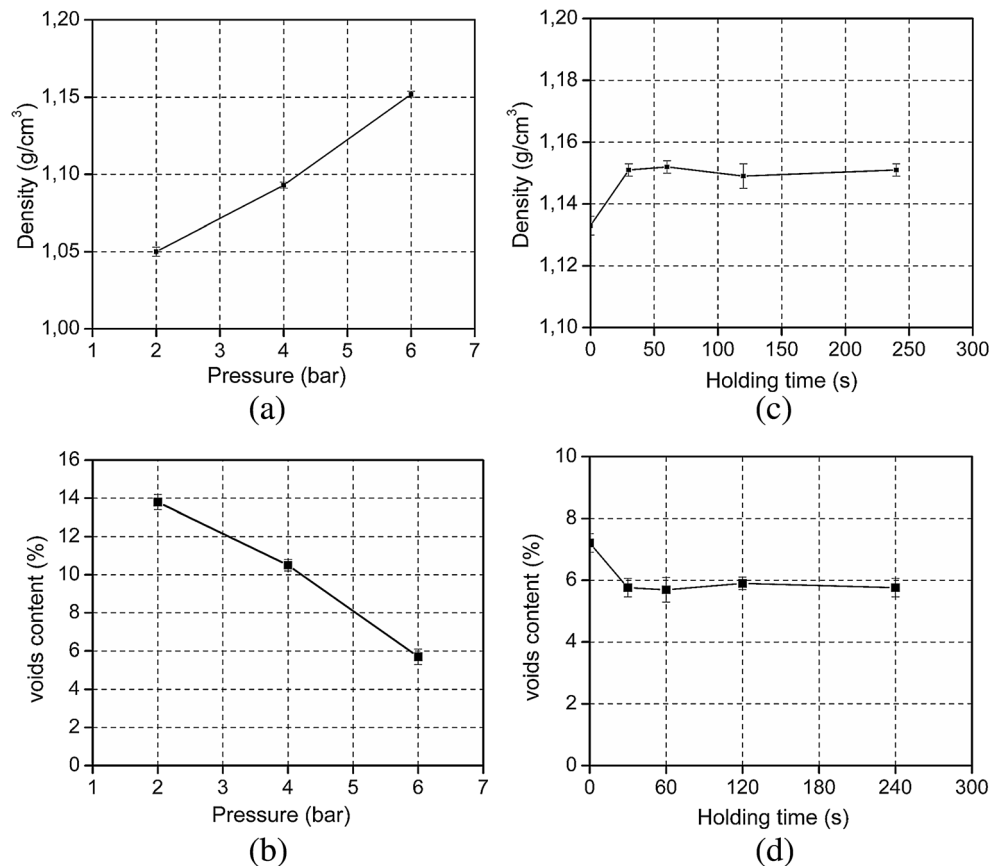 1,20
1,15
1,10
1,05
1,00
Density (g/cm³)
1 2 3 4 5 6 7
Pressure (bar)
(a)
1,20
1,18
1,16
1,14
1,12
1,10
Density (g/cm³)
0 50 100 150 200 250 300
Holding time (s)
(c)
16
14
12
10
8
6
4
2
0
voids content (%)
1 2 3 4 5 6 7
Pressure (bar)
(b)
10
8
6
4
2
0
voids content (%)
0 60 120 180 240 300
Holding time (s)
(d)